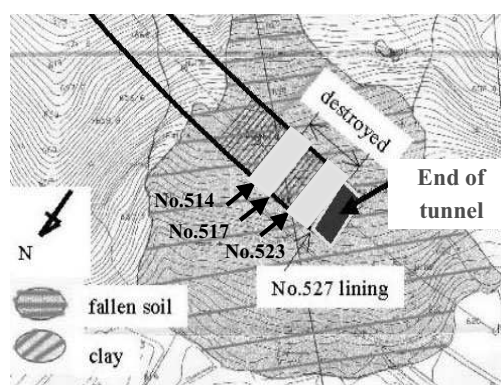 destroyed
End of
tunnel
No.514
No.517
No.523
N
No.527 lining
fallen soil
clay